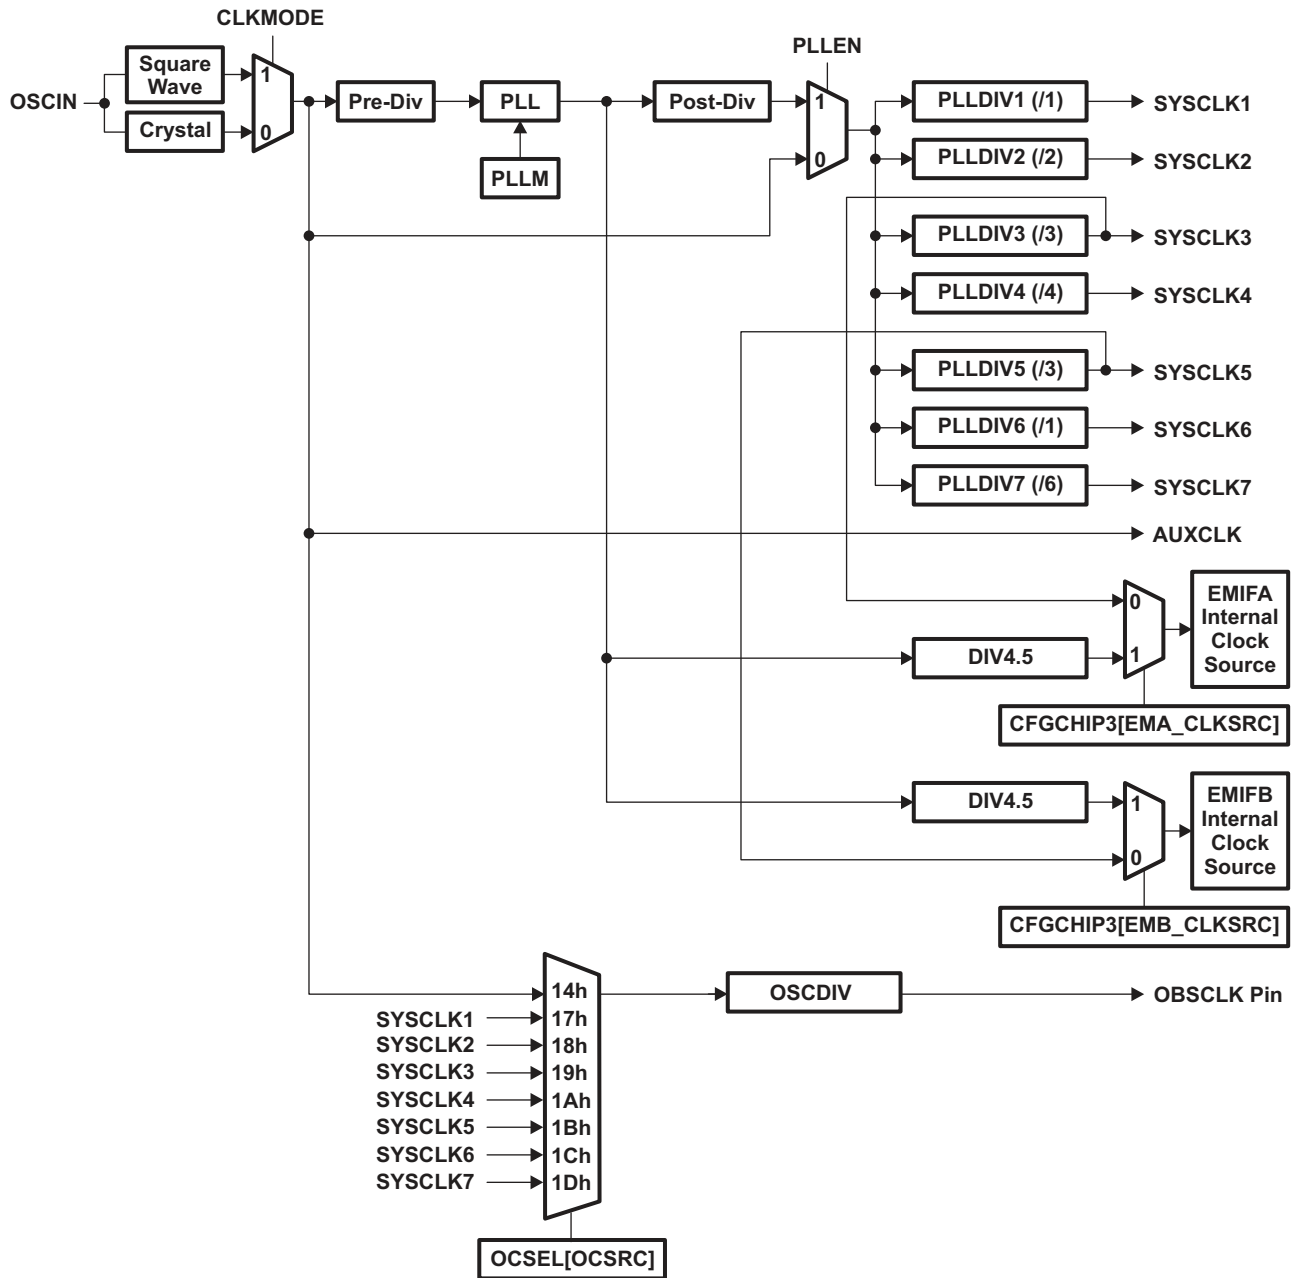 CLKMODE
OSCIN
Square
Wave
1
Crystal
0
Pre-Div
PLL
PLLM
Post-Div
PLLEN
1
0
PLLDIV1 (/1)
SYSCLK1
PLLDIV2 (/2)
SYSCLK2
PLLDIV3 (/3)
SYSCLK3
PLLDIV4 (/4)
SYSCLK4
PLLDIV5 (/3)
SYSCLK5
PLLDIV6 (/1)
SYSCLK6
PLLDIV7 (/6)
SYSCLK7
AUXCLK
0
DIV4.5
1
EMIFA
Internal
Clock
Source
CFGCHIP3[EMA_CLKSRC]
DIV4.5
1
0
EMIFB
Internal
Clock
Source
CFGCHIP3[EMB_CLKSRC]
14h
OSCDIV
OBSCLK Pin
SYSCLK1
17h
SYSCLK2
18h
SYSCLK3
19h
SYSCLK4
1Ah
SYSCLK5
1Bh
SYSCLK6
1Ch
SYSCLK7
1Dh
OCSEL[OCSRC]